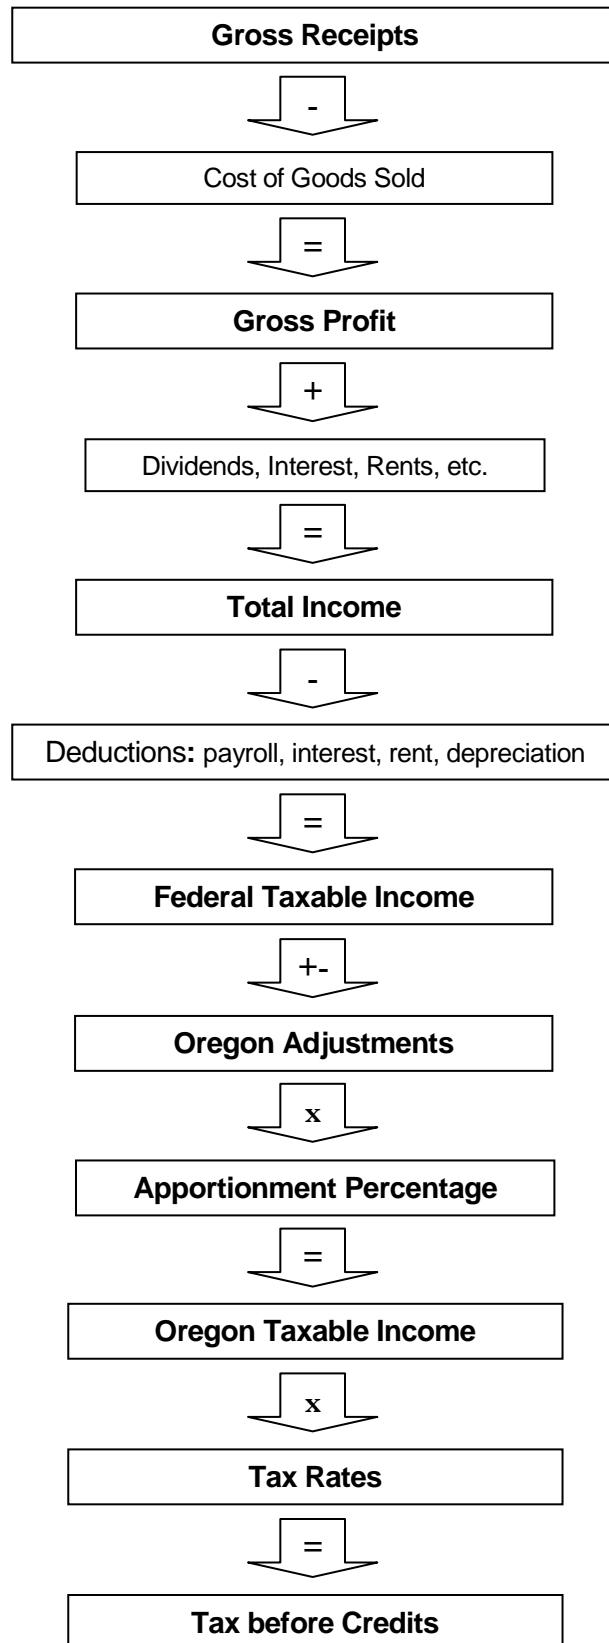 Gross Receipts
-
Cost of Goods Sold
=
Gross Profit
+
Dividends, Interest, Rents, etc.
=
Total Income
-
Deductions: payroll, interest, rent, depreciation
=
Federal Taxable Income
+-
Oregon Adjustments
x
Apportionment Percentage
=
Oregon Taxable Income
x
Tax Rates
=
Tax before Credits